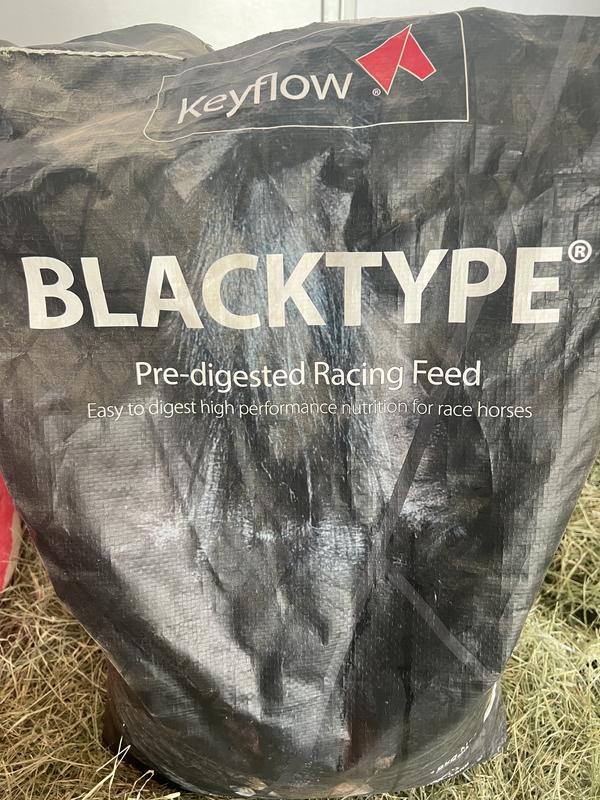 Keyflow®
BLACKTYPE®
Pre-digested Racing Feed
Easy to digest high performance nutrition for race horses